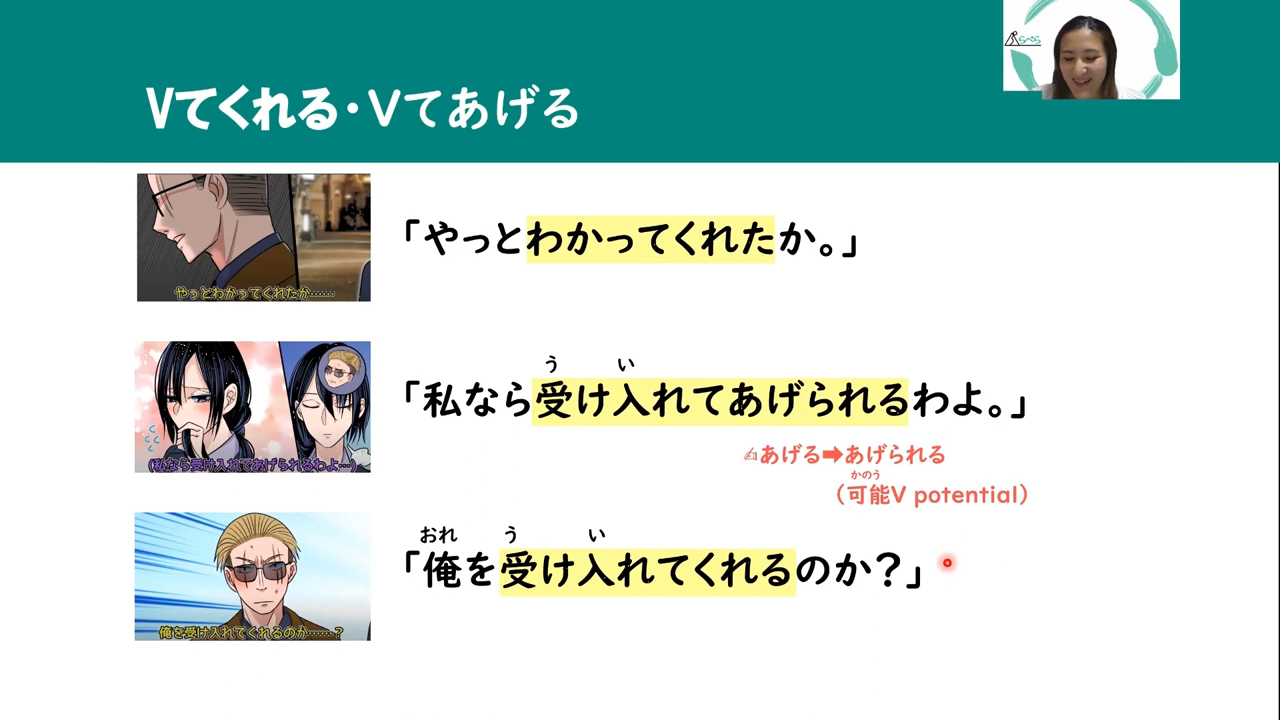 Vてくれる・Vてあげる
ぺらぺら
「やっとわかってくれたか。」
やっとわかってくれたか……
う い
「私なら受け入れてあげられるわよ。」
(私なら受け入れてあげられるわよ…)
✍あげる➡あげられる
かのう
（可能V potential）
おれ う い
「俺を受け入れてくれるのか？」
俺を受け入れてくれるのか……？